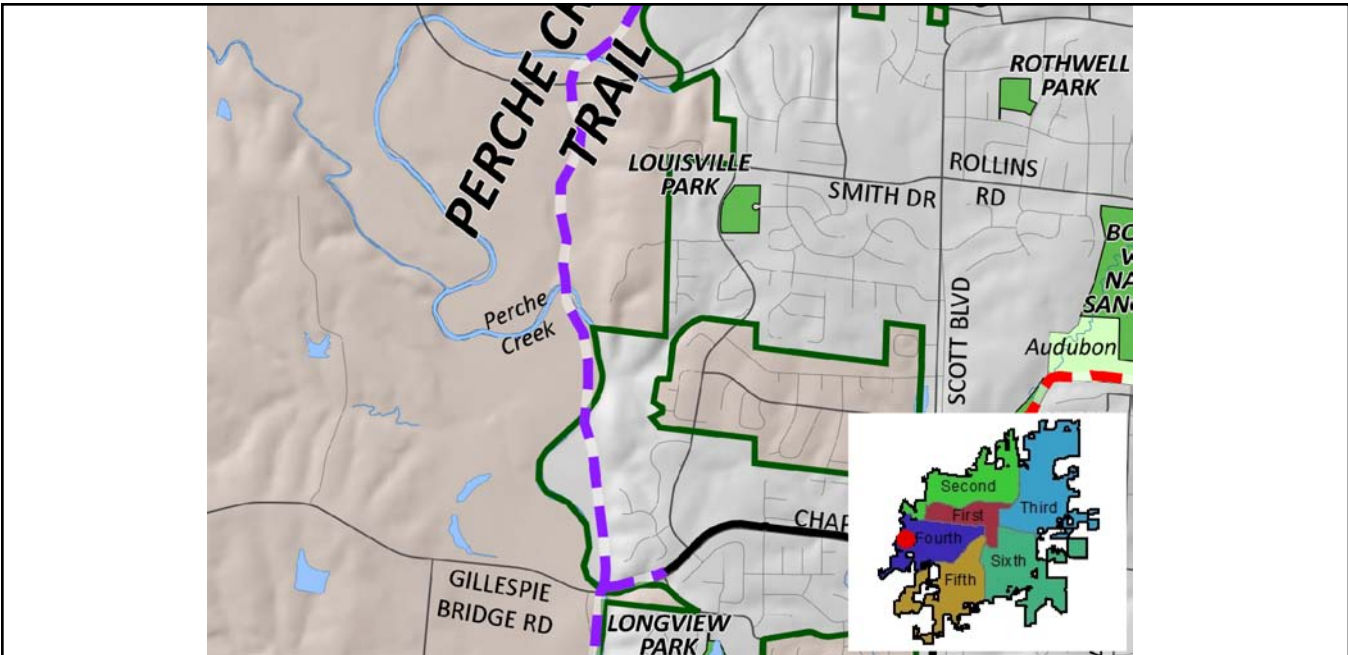 PERCHE CR
TRAIL
ROTHWELL
PARK
LOUISVILLE
PARK
SMITH DR
ROLLINS
RD
SCOTT BLVD
Perche
Creek
Audubon
CHAP
GILLESPIE
BRIDGE RD
LONGVIEW
PARK
Second
Third
First
Fourth
Sixth
Fifth